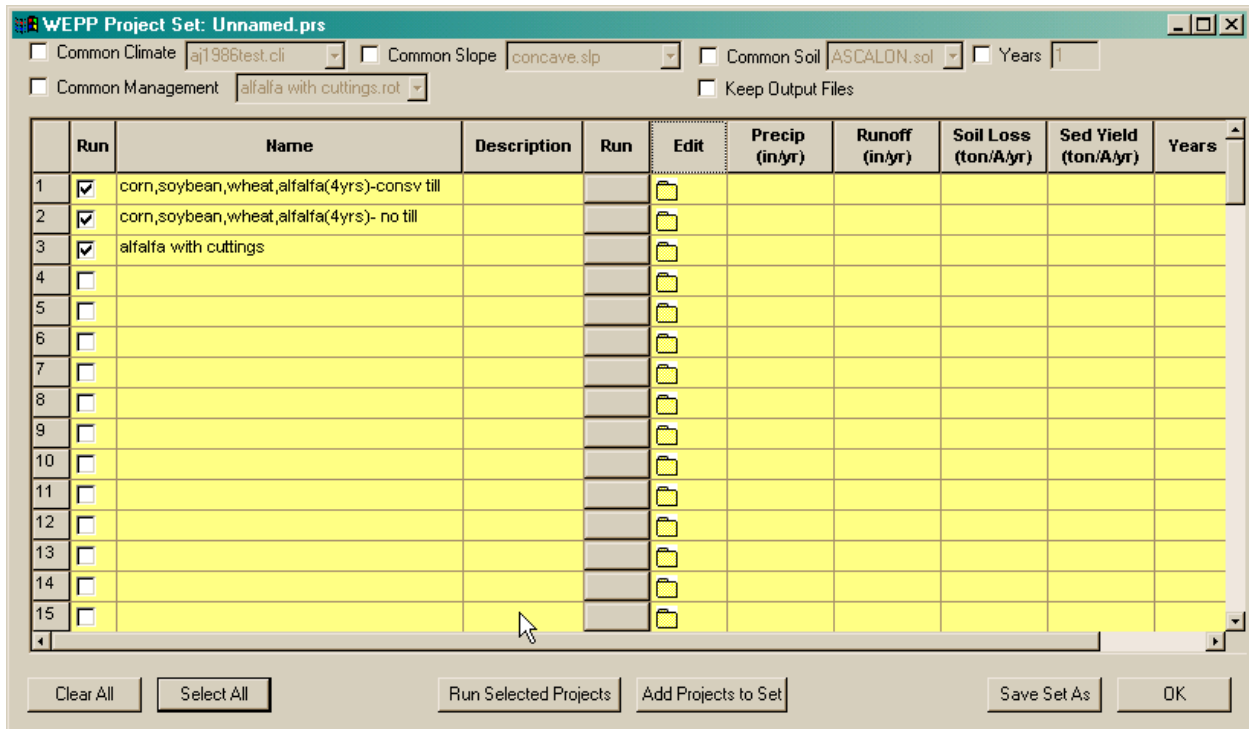 WEPP Project Set: Unnamed.prs
Common Climate aj1986test.cli Common Slope concave.slp Common Soil ASCALON.sol Years 1
Common Management alfalfa with cuttings.rot Keep Output Files
Run Name Description Run Edit Precip (in/yr) Runoff (in/yr) Soil Loss (ton/A/yr) Sed Yield (ton/A/yr) Years
1 corn,soybean,wheat,alfalfa(4yrs)-consv till
2 corn,soybean,wheat,alfalfa(4yrs)- no till
3 alfalfa with cuttings
4
5
6
7
8
9
10
11
12
13
14
15
Clear All Select All Run Selected Projects Add Projects to Set Save Set As OK